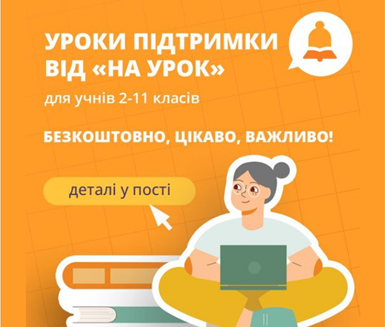 УРОКИ ПІДТРИМКИ
ВІД «НА УРОК»
для учнів 2-11 класів
БЕЗКОШТОВНО, ЦІКАВО, ВАЖЛИВО!
деталі у пості